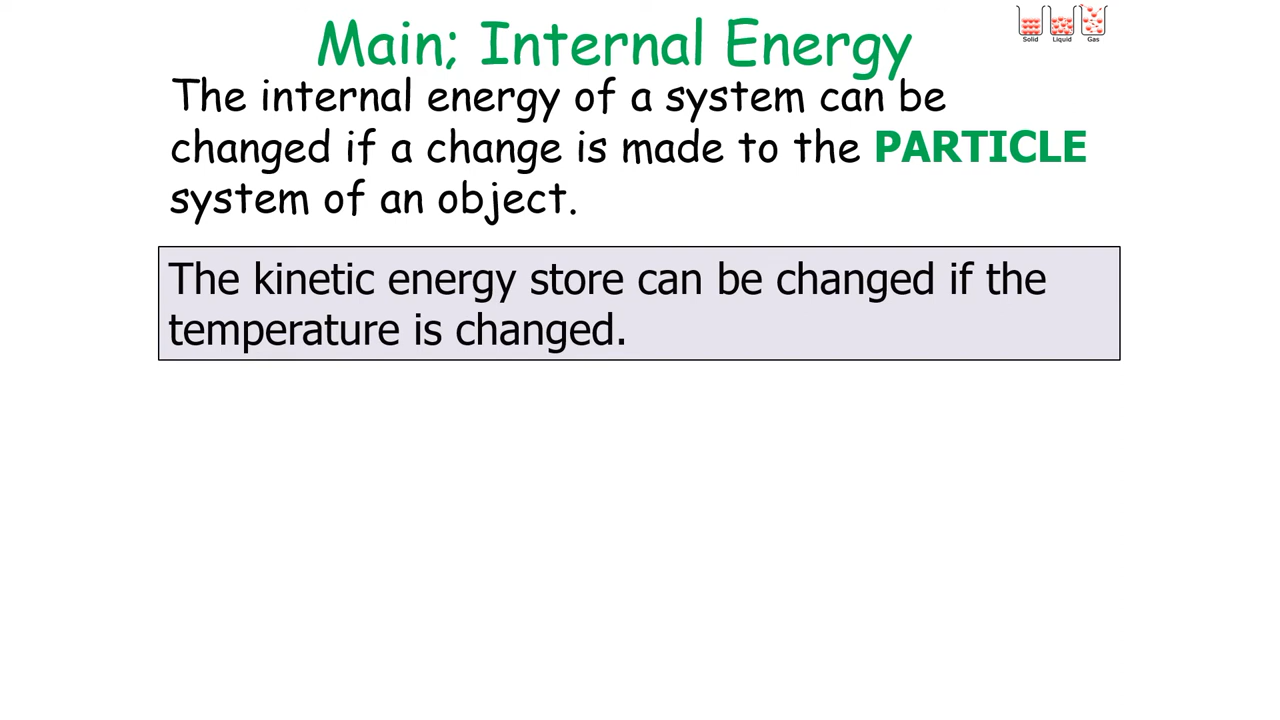 Main; Internal Energy
Solid Liquid Gas
The internal energy of a system can be
changed if a change is made to the PARTICLE
system of an object.
The kinetic energy store can be changed if the
temperature is changed.